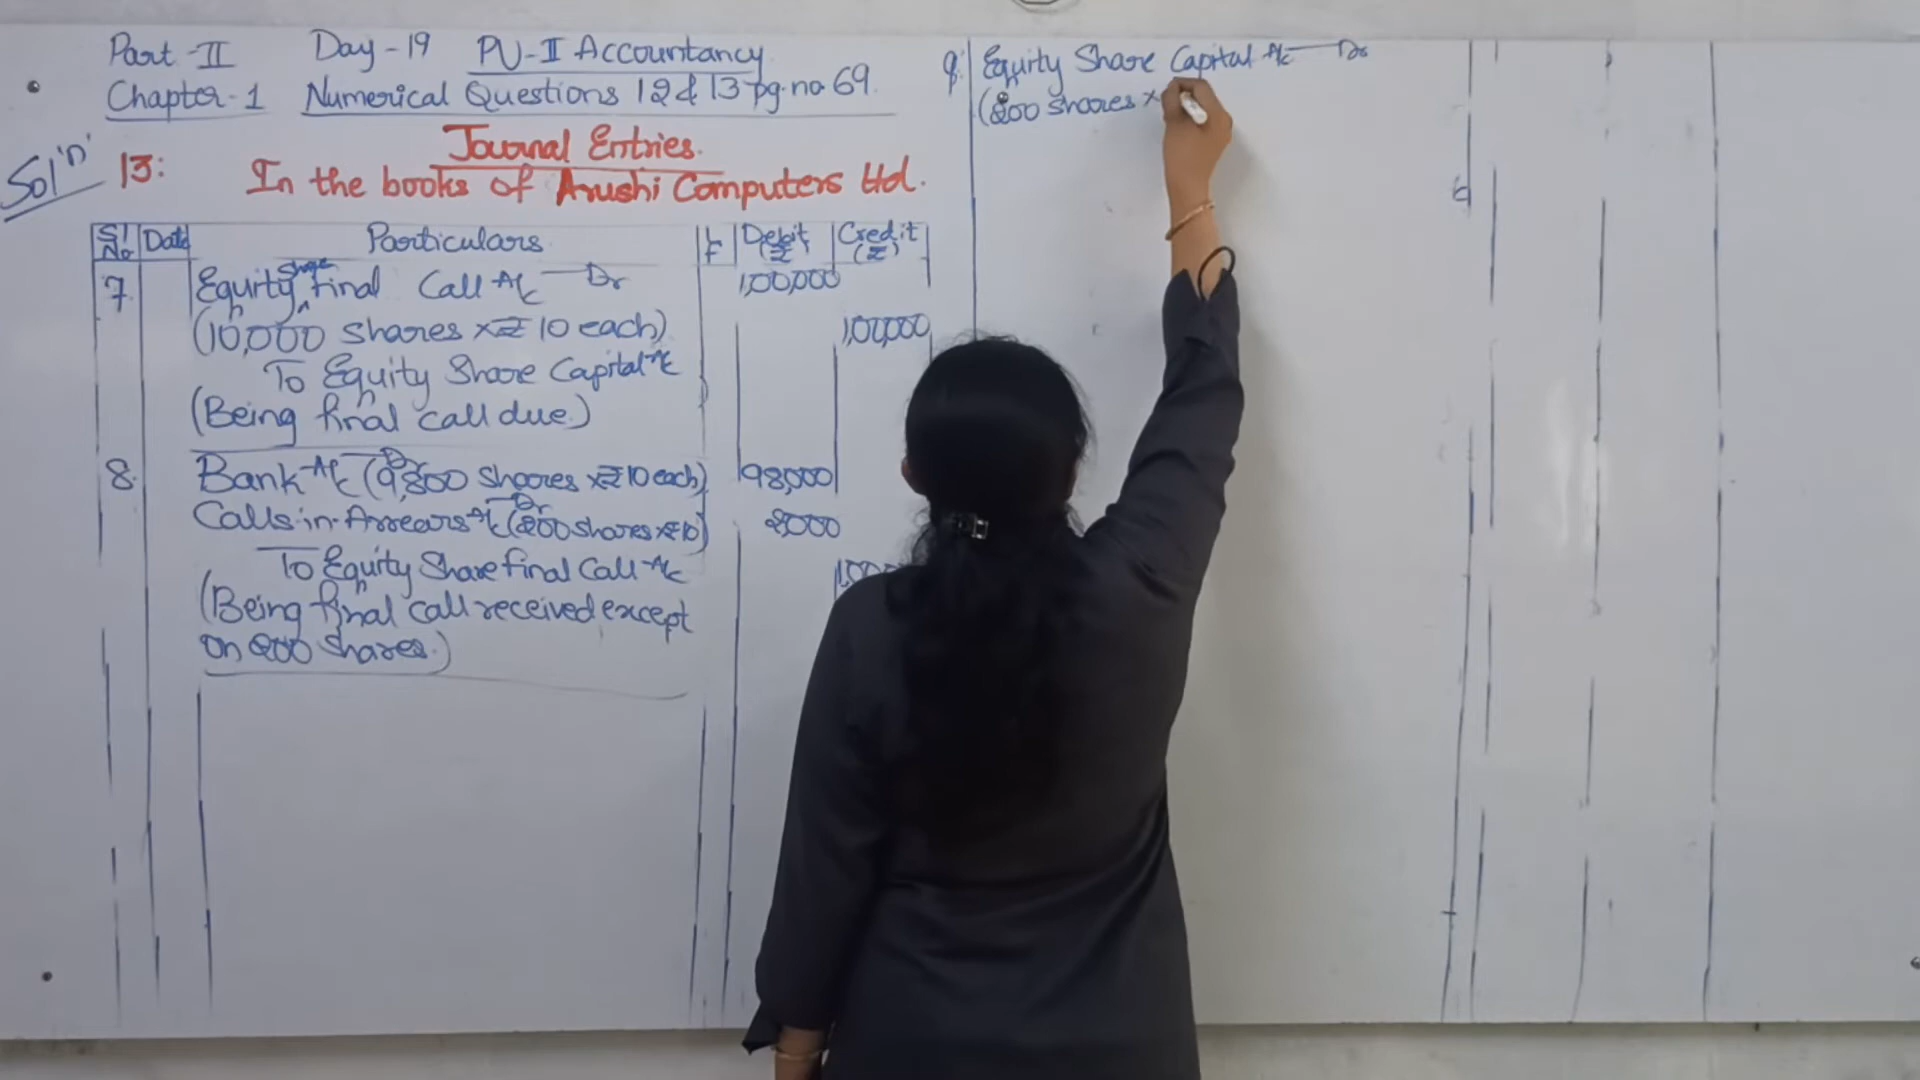 Part-II Day-19 PU-II Accountancy
Chapter-1 Numerical Questions 12 & 13 pg.no 69.
Sol'n' 13: Journal Entries.
In the books of Arushi Computers Ltd.
Sl No Date Particulars LF Debit (₹) Credit (₹)
7 Equity Share final Call A/c Dr 1,00,000
(10,000 shares x ₹10 each) 1,00,000
To Equity Share Capital A/c
(Being final call due.)
8. Bank A/c Dr (9,800 shares x ₹10 each) 98,000
Calls-in-Arrears A/c Dr (200 shares x ₹10) 2000
To Equity Share final Call A/c
(Being final call received except
on 200 shares.)
9. Equity Share Capital A/c Dr
(200 shares x